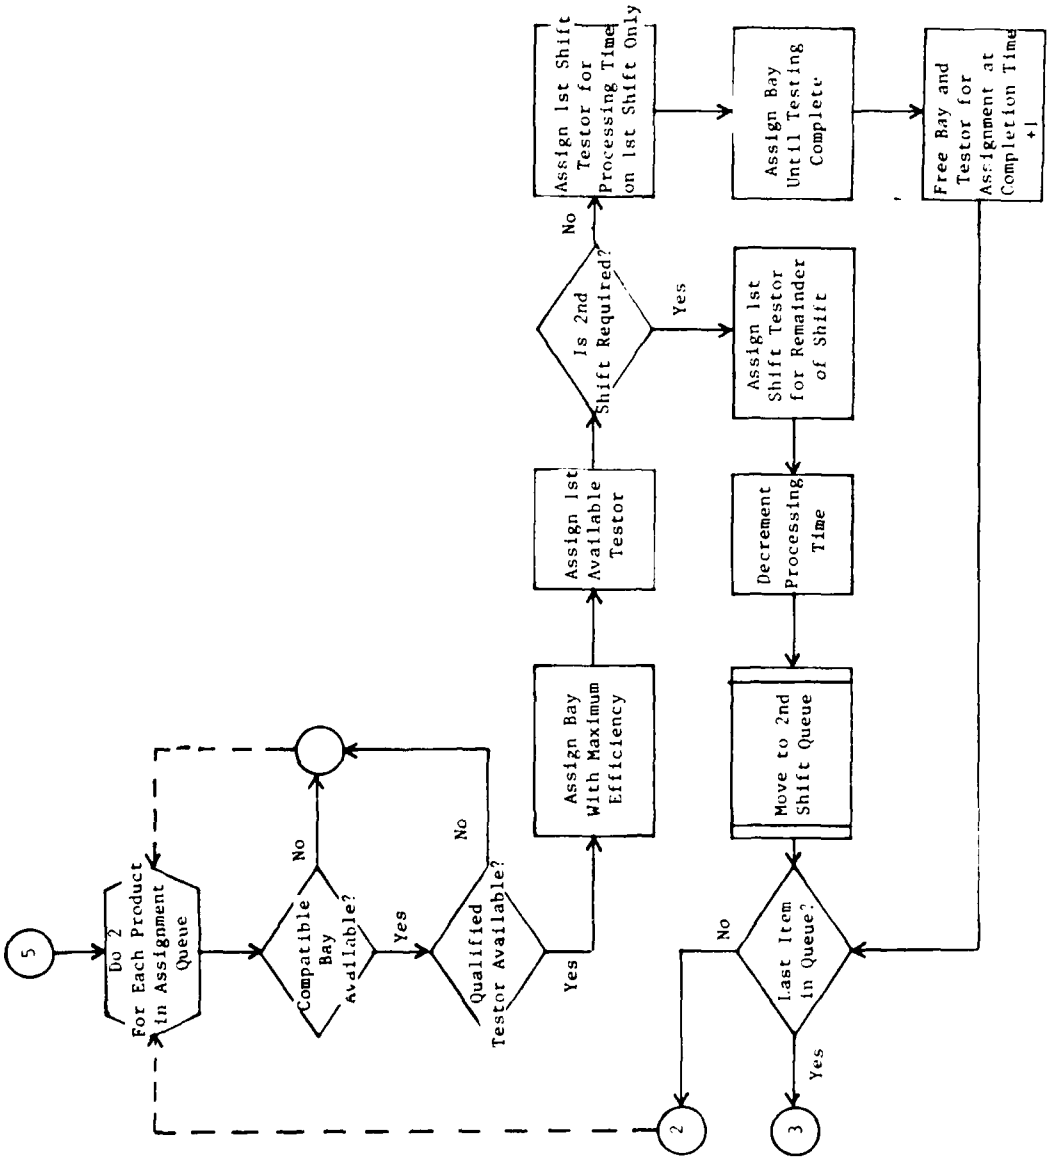 5
Do 2
For Each Product
in Assignment
Queue
Compatible
Bay
Available?
No
Yes
Qualified
Testor Available?
No
Yes
Assign Bay
With Maximum
Efficiency
Assign 1st
Available
Testor
Is 2nd
Shift Required?
No
Yes
Assign 1st Shift
Testor for
Processing Time
on 1st Shift Only
Assign Bay
Until Testing
Complete
Free Bay and
Testor for
Assignment at
Completion Time
+1
Assign 1st
Shift Testor
for Remainder
of Shift
Decrement
Processing
Time
Move to 2nd
Shift Queue
Last Item
in Queue?
No
Yes
2
3